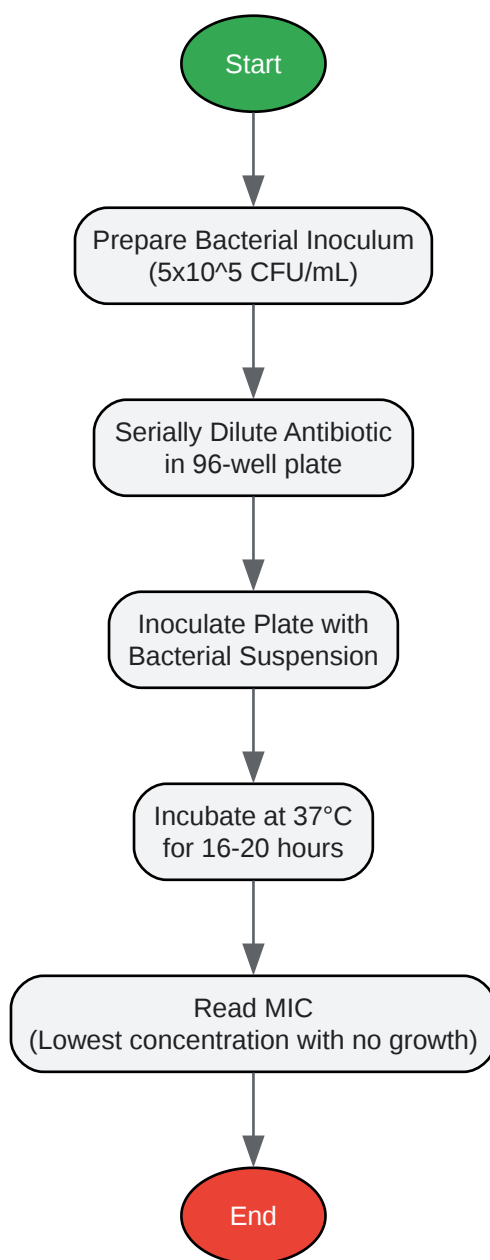 Start
Prepare Bacterial Inoculum
(5x10^5 CFU/mL)
Serially Dilute Antibiotic
in 96-well plate
Inoculate Plate with
Bacterial Suspension
Incubate at 37°C
for 16-20 hours
Read MIC
(Lowest concentration with no growth)
End